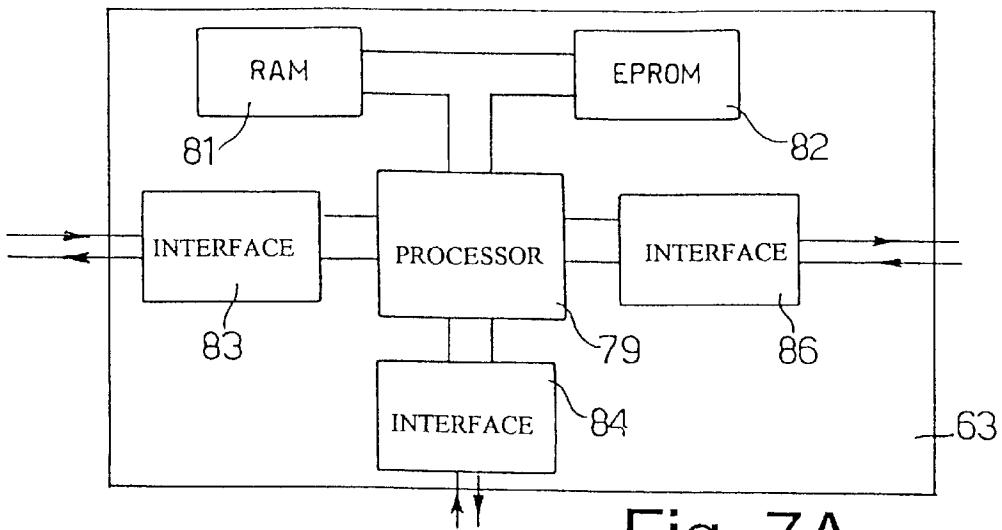 RAM
EPROM
81
82
INTERFACE
PROCESSOR
INTERFACE
83
79
86
INTERFACE
84
63
Fig. 7A